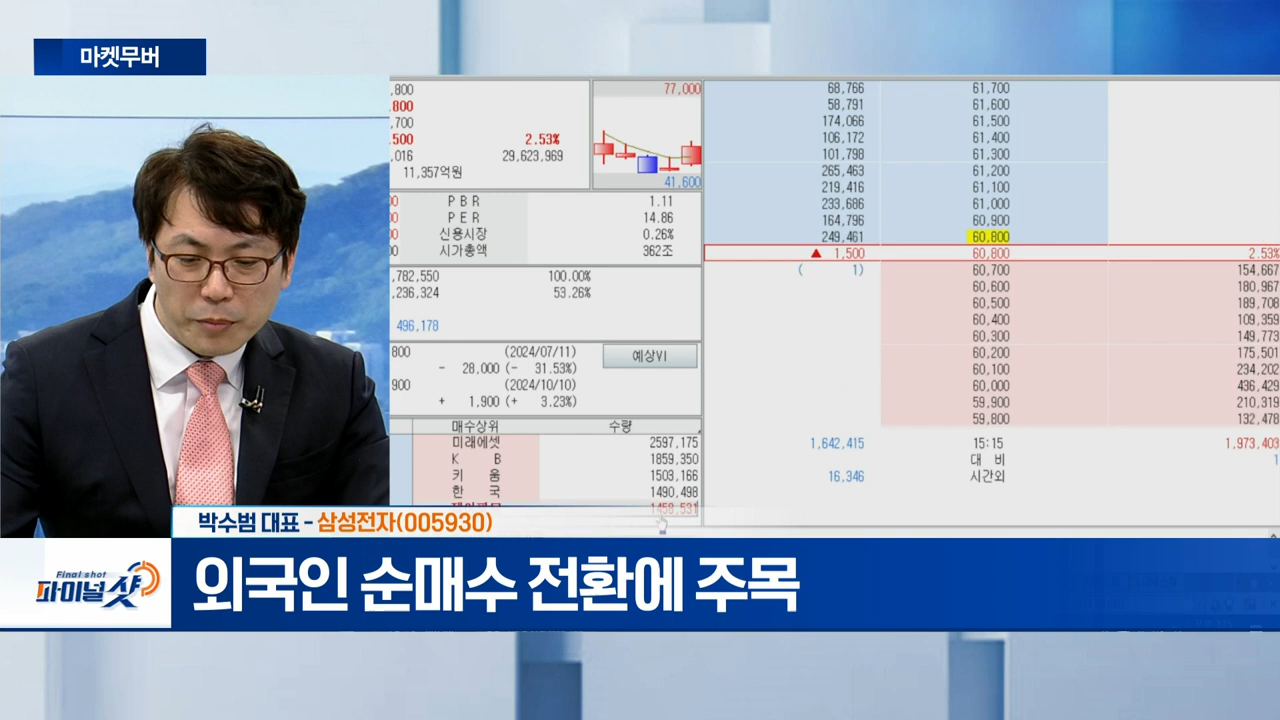 마켓무버
,800
77,000
800
,700
500 2.53%
,016 29,623,969
11,357억원
41,600
0 PBR 1.11
0 PER 14.86
0 신용시장 0.26%
0 시가총액 362조
,782,550 100.00%
,236,324 53.26%
496,178
800 (2024/07/11) 예상VI
- 28,000 (- 31.53%)
900 (2024/10/10)
+ 1,900 (+ 3.23%)
매수상위 수량
미래에셋 2597,175
K B 1859,350
키 움 1503,166
한 국 1490,498
1458,531
68,766 61,700
58,791 61,600
174,066 61,500
106,172 61,400
101,798 61,300
265,463 61,200
219,416 61,100
233,686 61,000
164,796 60,900
249,461 60,800
▲ 1,500 60,800 2.53%
( 1) 60,700 154,667
60,600 180,967
60,500 189,708
60,400 109,359
60,300 149,773
60,200 175,501
60,100 234,202
60,000 436,429
59,900 210,319
59,800 132,478
1,642,415 15:15 1,973,403
대 비 1
16,346 시간외
박수범 대표 - 삼성전자(005930)
Final shot
파이널샷
외국인 순매수 전환에 주목